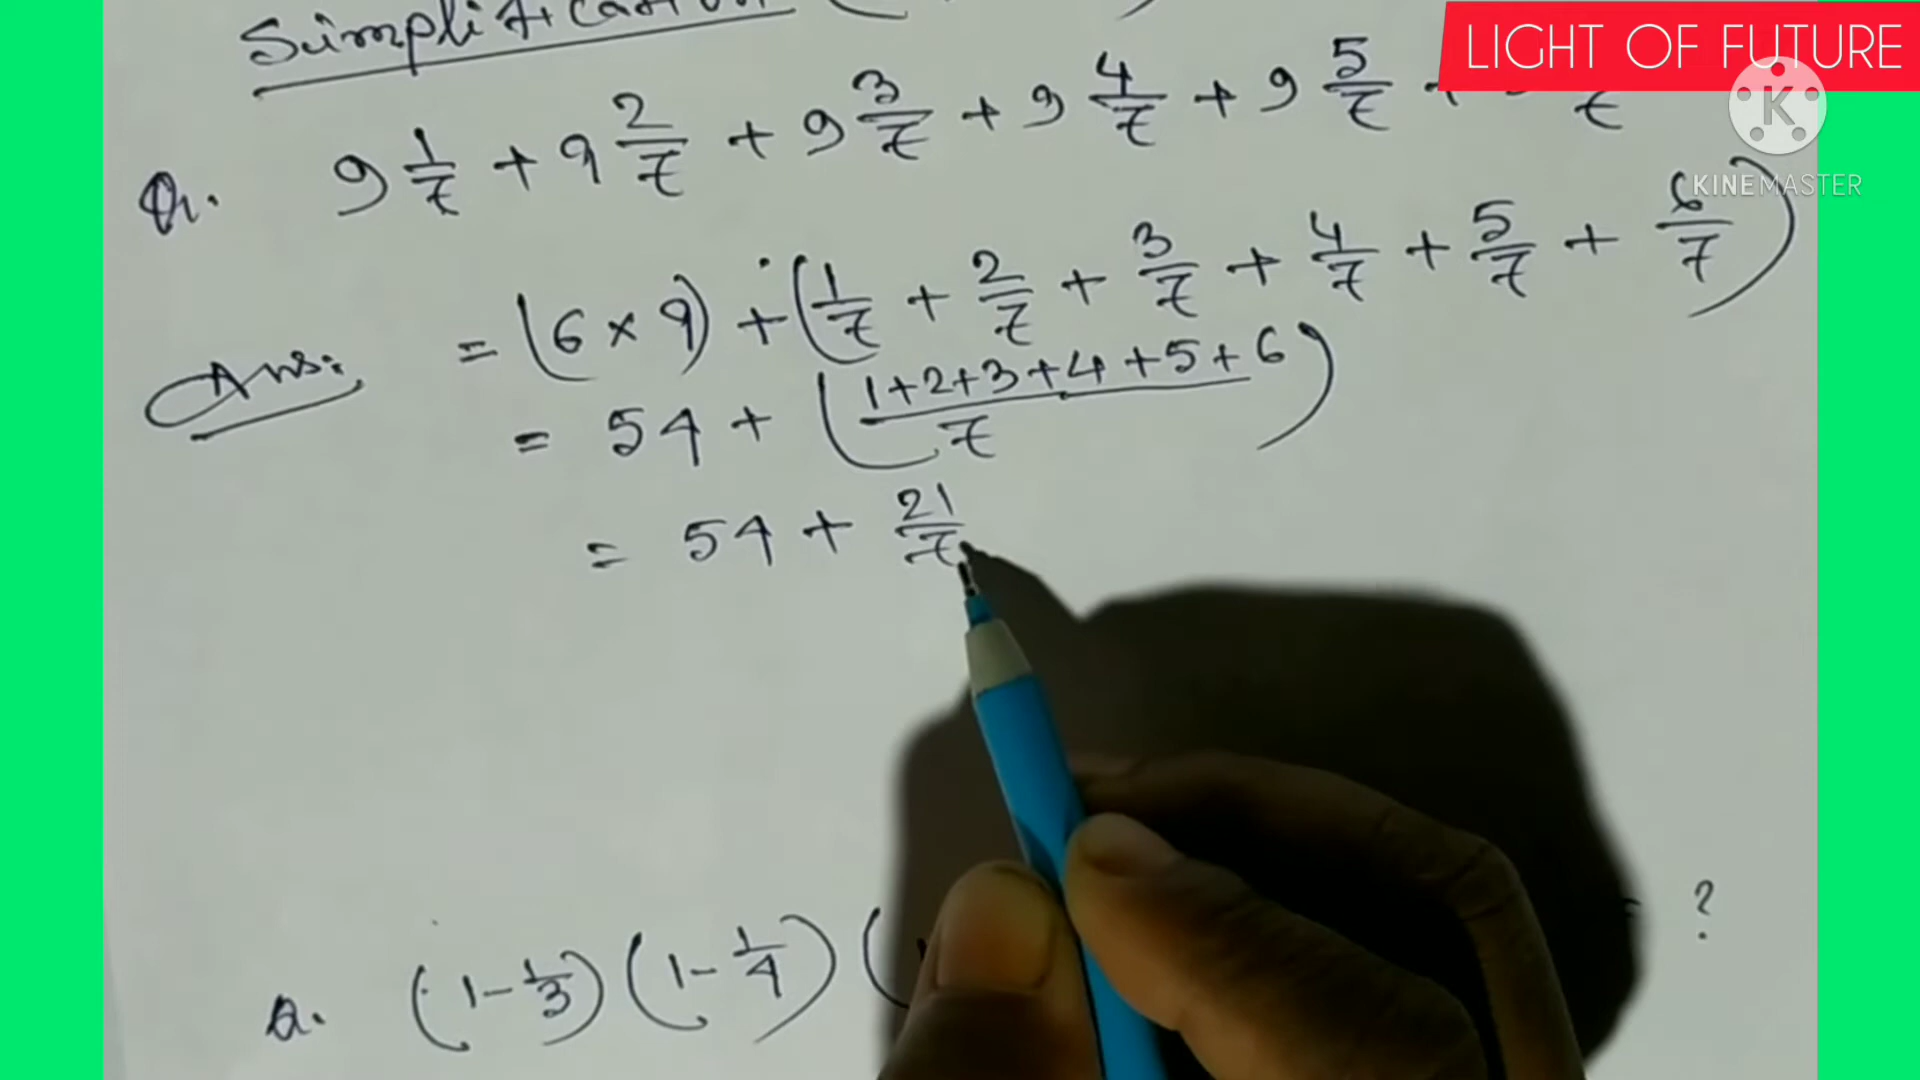 Simplification
LIGHT OF FUTURE
KINEMASTER
Q. 9 1/7 + 9 2/7 + 9 3/7 + 9 4/7 + 9 5/7 +
Ans: = (6 × 9) + (1/7 + 2/7 + 3/7 + 4/7 + 5/7 + 6/7)
= 54 + (1+2+3+4+5+6/7)
= 54 + 21/7
Q. (1-1/3) (1-1/4) ( ?